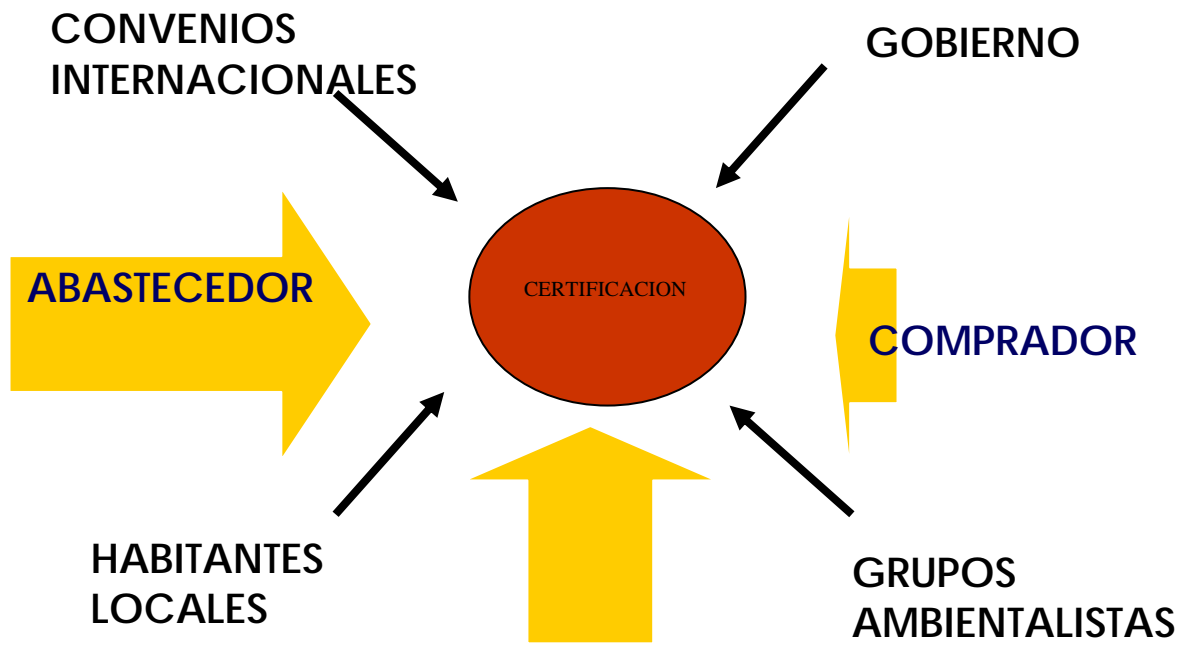 CONVENIOS
INTERNACIONALES
GOBIERNO
ABASTECEDOR
CERTIFICACION
COMPRADOR
HABITANTES
LOCALES
GRUPOS
AMBIENTALISTAS